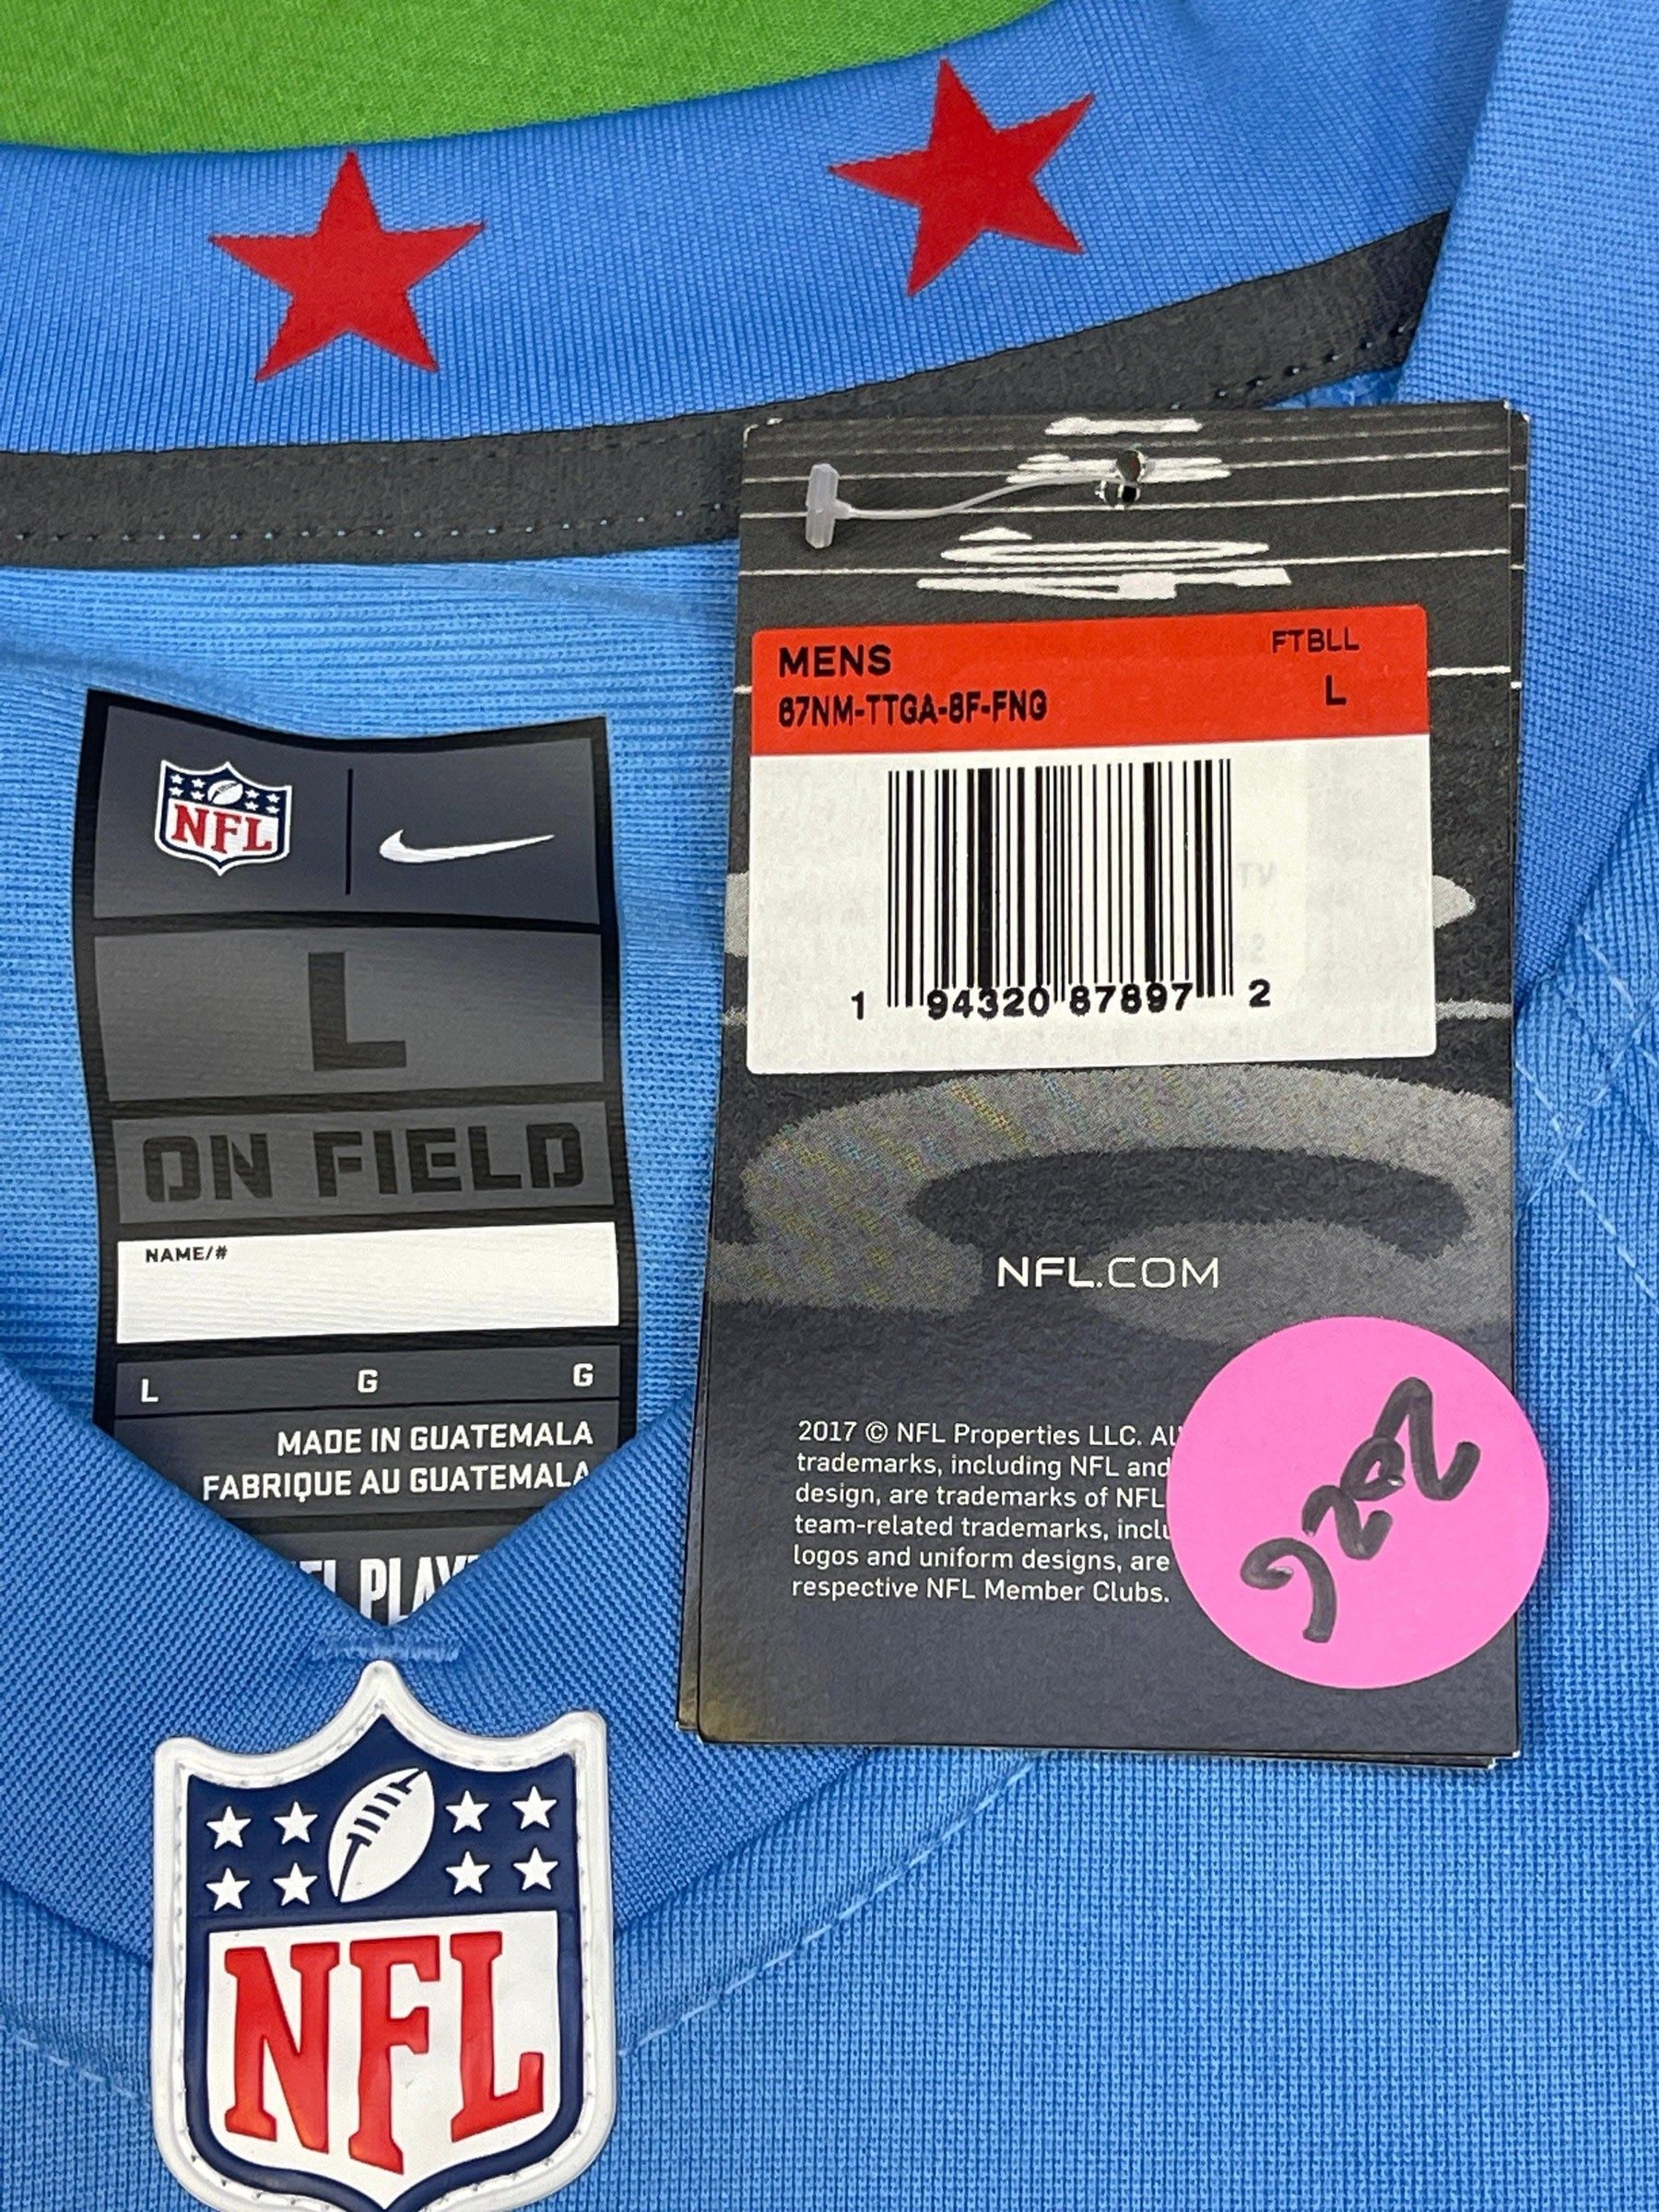 MENS
FTBLL
67NM-TTGA-8F-FNG
L
1 94320 87897 2
NFL
L
ON FIELD
NAME/#
L G G
MADE IN GUATEMALA
FABRIQUE AU GUATEMALA
NFL.COM
2017 © NFL Properties LLC. All
trademarks, including NFL and
design, are trademarks of NFL
team-related trademarks,
logos and uniform designs, are
respective NFL Member Clubs.
NFL